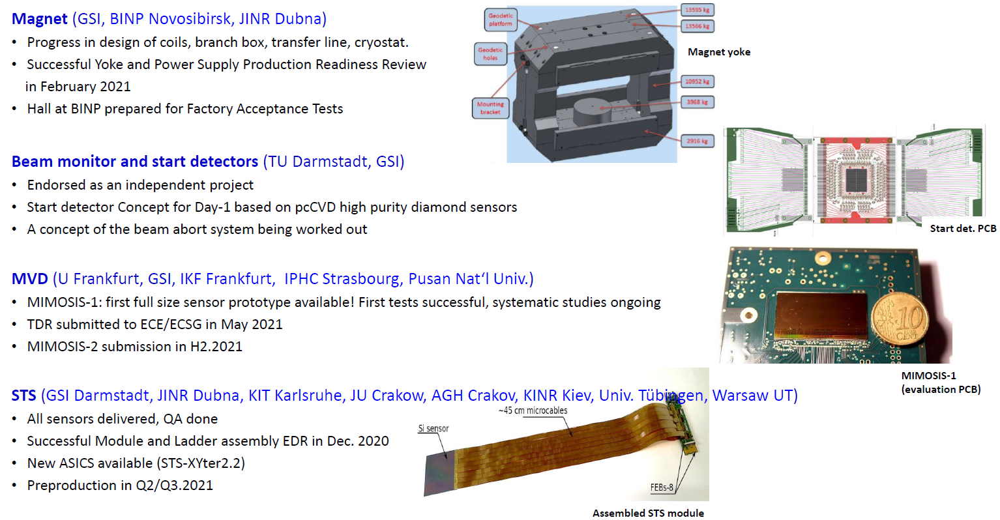 Magnet (GSI, BINP Novosibirsk, JINR Dubna)
• Progress in design of coils, branch box, transfer line, cryostat.
• Successful Yoke and Power Supply Production Readiness Review
in February 2021
• Hall at BINP prepared for Factory Acceptance Tests
Geodetic
platform
Geodetic
holes
Mounting
bracket
13595 kg
13566 kg
10952 kg
3968 kg
2916 kg
Magnet yoke
Beam monitor and start detectors (TU Darmstadt, GSI)
• Endorsed as an independent project
• Start detector Concept for Day-1 based on pcCVD high purity diamond sensors
• A concept of the beam abort system being worked out
Start det. PCB
MVD (U Frankfurt, GSI, IKF Frankfurt,  IPHC Strasbourg, Pusan Nat‘l Univ.)
• MIMOSIS-1: first full size sensor prototype available! First tests successful, systematic studies ongoing
• TDR submitted to ECE/ECSG in May 2021
• MIMOSIS-2 submission in H2.2021
10
CENT
MIMOSIS-1
(evaluation PCB)
STS (GSI Darmstadt, JINR Dubna, KIT Karlsruhe, JU Crakow, AGH Crakov, KINR Kiev, Univ. Tübingen, Warsaw UT)
• All sensors delivered, QA done
• Successful Module and Ladder assembly EDR in Dec. 2020
• New ASICS available (STS-XYter2.2)
• Preproduction in Q2/Q3.2021
~45 cm microcables
Si sensor
FEBs-8
Assembled STS module